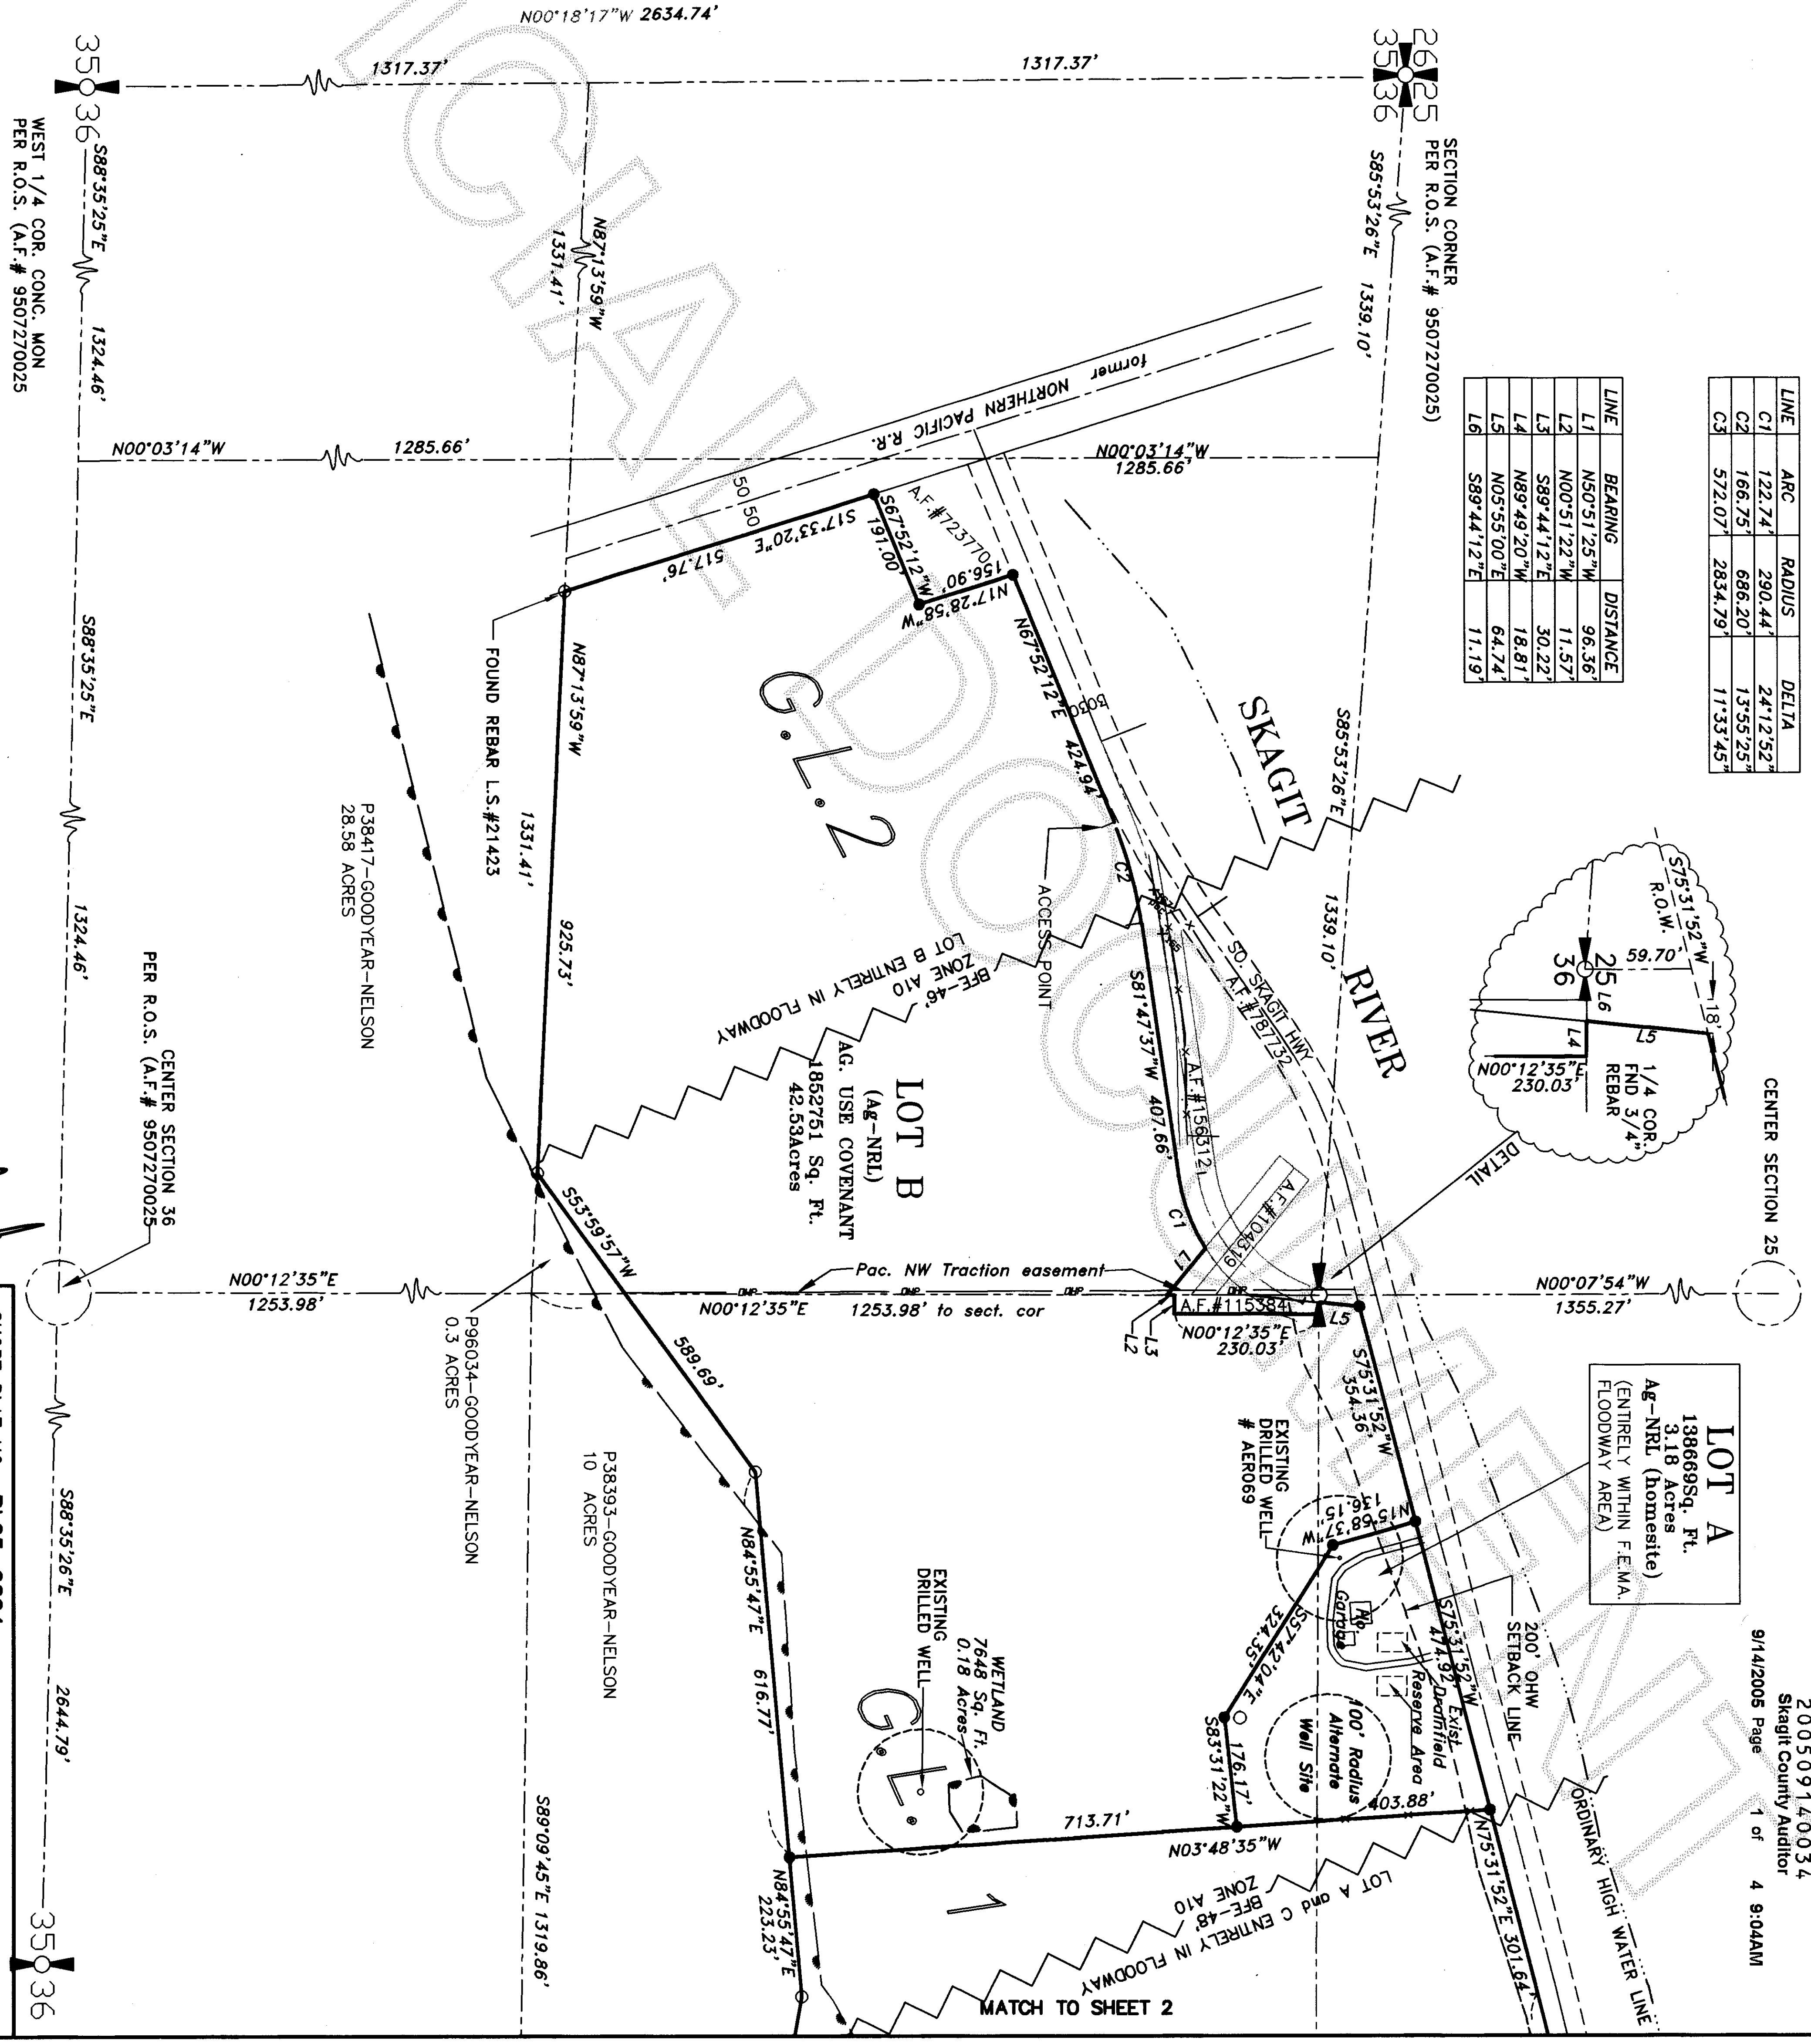 200509140034
Skagit County Auditor
9/14/2005 Page 1 of 4 9:04AM
LINE ARC RADIUS DELTA
C1 122.74' 290.44' 24°12'52"
C2 166.75' 686.20' 13°55'25"
C3 572.07' 2834.79' 11°33'45"
LINE BEARING DISTANCE
L1 N50°51'25"W 96.36'
L2 N00°51'22"W 11.57'
L3 S89°44'12"E 30.22'
L4 N89°49'20"W 18.81'
L5 N05°55'00"E 64.74'
L6 S89°44'12"E 11.19'
CENTER SECTION 25
S75°31'52"W
R.O.W.
18'
59.70'
25
36
L6
L5
L4
1/4 COR.
FND 3/4"
REBAR
N00°12'35"E
230.03'
DETAIL
LOT A
138669Sq. Ft.
3.18 Acres
Ag-NRL (homesite)
(ENTIRELY WITHIN F.E.MA.
FLOODWAY AREA)
200' OHW
SETBACK LINE
ORDINARY HIGH WATER LINE
26 25
35 36
SECTION CORNER
PER R.O.S. (A.F.# 9507270025)
S85°53'26"E 1339.10'
S85°53'26"E
1339.10'
N00°18'17"W 2634.74'
1317.37'
1317.37'
N00°03'14"W
1285.66'
N00°03'14"W
1285.66'
N00°07'54"W
1355.27'
SKAGIT
RIVER
former NORTHERN PACIFIC R.R.
50 50
A.F.#723770
S67°52'12"W
191.00'
156.90'
N17°28'58"W
S17°33'20"E
517.76'
N67°52'12"E 424.94'
3030
C2
ACCESS POINT
S81°47'37"W 407.66'
SO. SKAGIT HWY
A.F.#787732
A.F.#156312
A.F.#104319
C1
L1
Pac. NW Traction easement
OHP
OHP
OHP
OHP
N00°12'35"E 1253.98' to sect. cor
A.F.#115384
N00°12'35"E
230.03'
L3
L2
L5
S75°31'52"W
354.36'
S75°31'52"W
474.92'
Exist
Drainfield
Reserve Area
Garage
EXISTING
DRILLED WELL
# AER069
N15°58'37"W
136.15'
S57°42'04"E
324.35'
S83°31'22"W
176.17'
100' Radius
Alternate
Well Site
403.88'
N75°31'52"E 301.64'
N03°48'35"W
713.71'
G.L.2
G.L. 1
LOT B
(Ag-NRL)
AG. USE COVENANT
1852751 Sq. Ft.
42.53Acres
LOT B ENTIRELY IN FLOODWAY
ZONE A10
BFE-46'
LOT A and C ENTIRELY IN FLOODWAY
BFE-48'
ZONE A10
WETLAND
7648 Sq. Ft.
0.18 Acres
EXISTING
DRILLED WELL
N87°13'59"W
1331.41'
N87°13'59"W
1331.41'
925.73'
FOUND REBAR L.S.#21423
S53°59'57"W
589.69'
N84°55'47"E 616.77'
N84°55'47"E
223.23'
P38417-GOODYEAR-NELSON
28.58 ACRES
P96034-GOODYEAR-NELSON
0.3 ACRES
P38393-GOODYEAR-NELSON
10 ACRES
N00°12'35"E
1253.98'
S89°09'45"E 1319.86'
CENTER SECTION 36
PER R.O.S. (A.F.# 9507270025
35 36
S88°35'25"E 1324.46'
S88°35'25"E
1324.46'
S88°35'26"E 2644.79'
35 36
WEST 1/4 COR. CONC. MON
PER R.O.S. (A.F.# 9507270025
MATCH TO SHEET 2